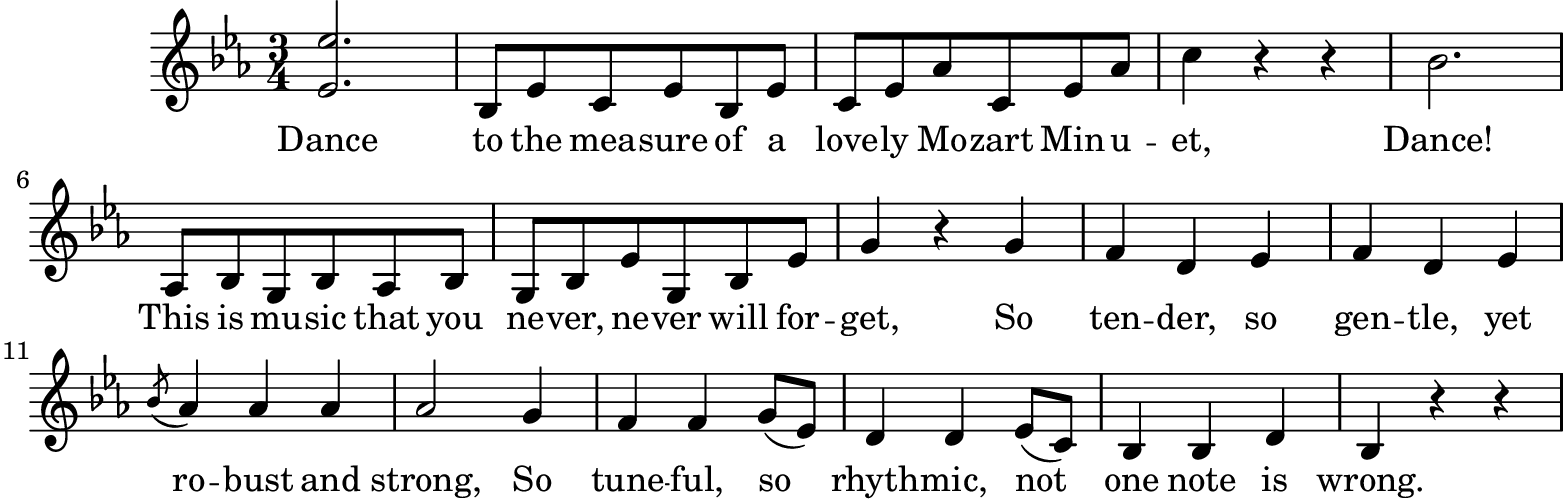 3
4
Dance to the measure of a lovely Mozart Min u -- et, Dance!
6
This is music that you never, never will for -- get, So ten -- der, so gen -- tle, yet
11
ro -- bust and strong, So tune -- ful, so rhythmic, not one note is wrong.